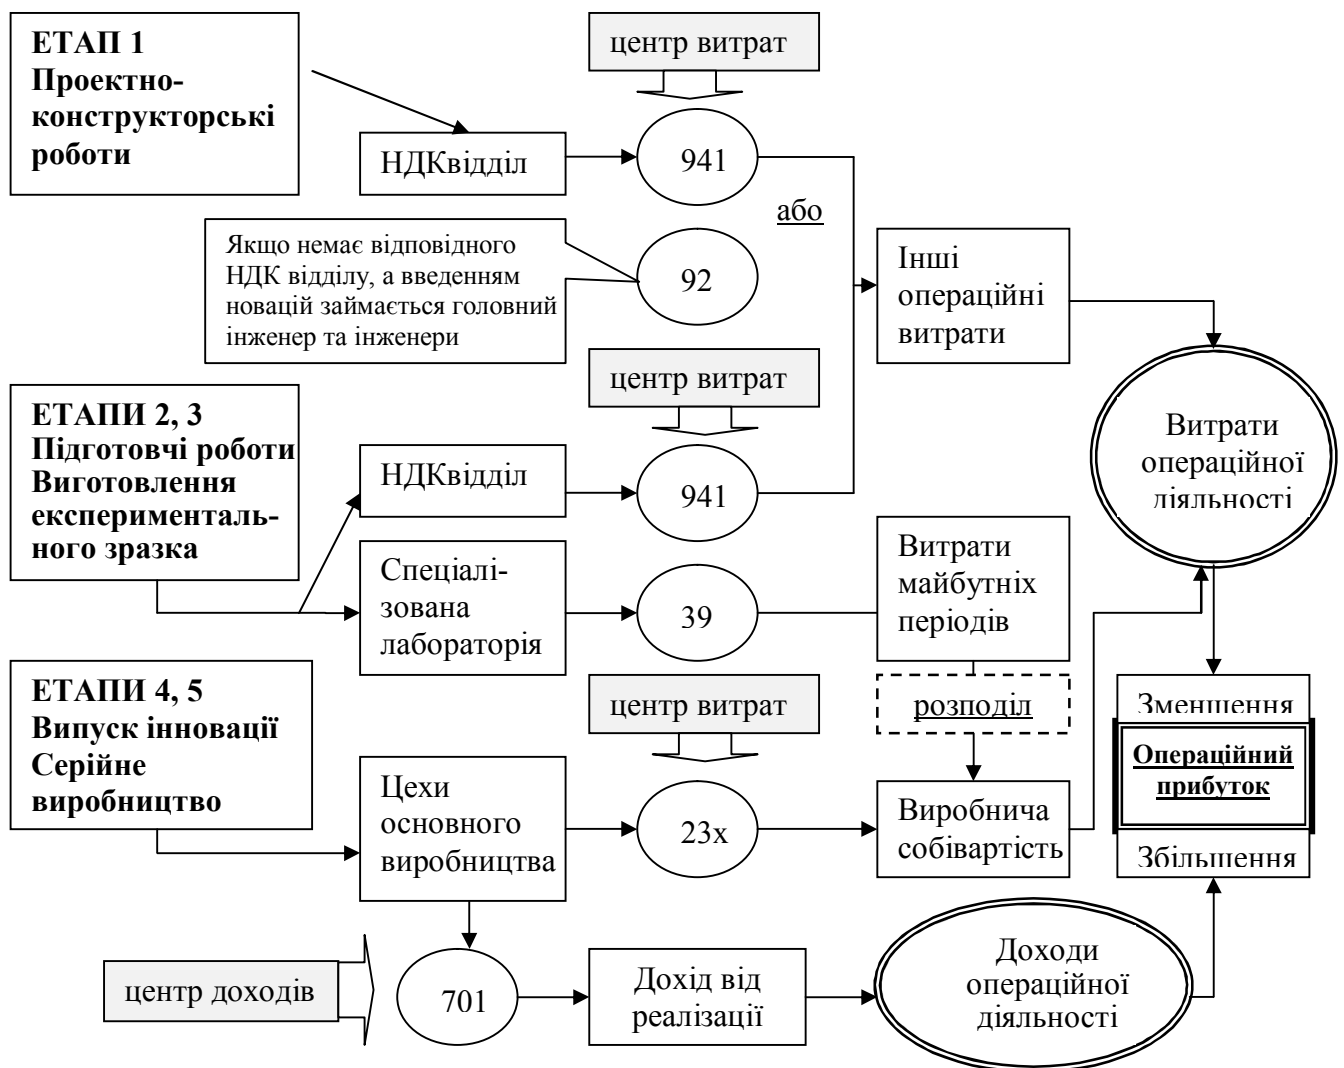 ЕТАП 1
Проектно-
конструкторські
роботи
центр витрат
НДКвідділ
941
або
Якщо немає відповідного
НДК відділу, а введенням
новацій займається головний
інженер та інженери
92
Інші
операційні
витрати
центр витрат
ЕТАПИ 2, 3
Підготовчі роботи
Виготовлення
експерименталь-
ного зразка
НДКвідділ
941
Витрати
операційної
діяльності
Спеціалі-
зована
лабораторія
39
Витрати
майбутніх
періодів
ЕТАПИ 4, 5
Випуск інновації
Серійне
виробництво
центр витрат
розподіл
Зменшення
Операційний
прибуток
Збільшення
Цехи
основного
виробництва
23х
Виробнича
собівартість
центр доходів
701
Дохід від
реалізації
Доходи
операційної
діяльності